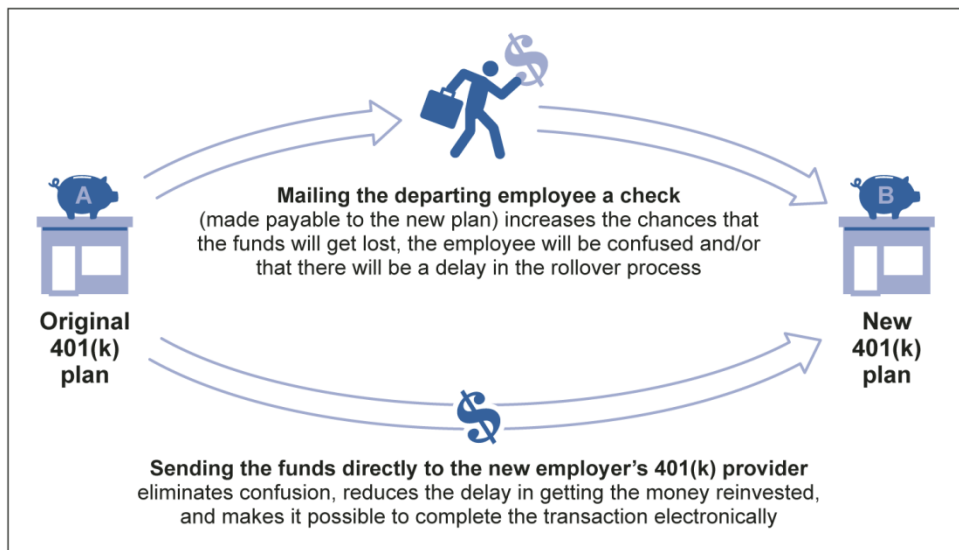 $
A
B
Mailing the departing employee a check
(made payable to the new plan) increases the chances that
the funds will get lost, the employee will be confused and/or
that there will be a delay in the rollover process
Original
401(k)
plan
New
401(k)
plan
$
Sending the funds directly to the new employer's 401(k) provider
eliminates confusion, reduces the delay in getting the money reinvested,
and makes it possible to complete the transaction electronically